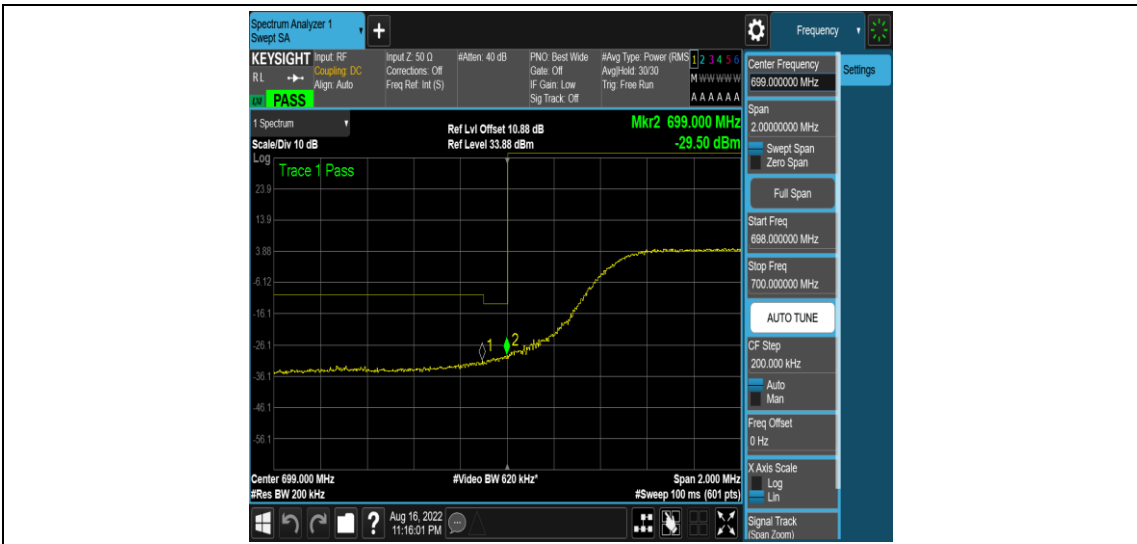 Spectrum Analyzer 1
Swept SA
+
Frequency
KEYSIGHT
RL
PASS
Input: RF
Coupling: DC
Align: Auto
Input Z: 50 Ω
Corrections: Off
Freq Ref: Int (S)
#Atten: 40 dB
PNO: Best Wide
Gate: Off
IF Gain: Low
Sig Track: Off
#Avg Type: Power (RMS
Avg|Hold: 30/30
Trig: Free Run
1 2 3 4 5 6
M W W W W W
A A A A A A
1 Spectrum
Scale/Div 10 dB
Ref Lvl Offset 10.88 dB
Ref Level 33.88 dBm
Mkr2 699.000 MHz
-29.50 dBm
Log
Trace 1 Pass
23.9
13.9
3.88
-6.12
-16.1
-26.1
-36.1
-46.1
-56.1
1
2
Center 699.000 MHz
#Res BW 200 kHz
#Video BW 620 kHz*
Span 2.000 MHz
#Sweep 100 ms (601 pts)
?
Aug 16, 2022
11:16:01 PM
Center Frequency
699.000000 MHz
Settings
Span
2.00000000 MHz
Swept Span
Zero Span
Full Span
Start Freq
698.000000 MHz
Stop Freq
700.000000 MHz
AUTO TUNE
CF Step
200.000 kHz
Auto
Man
Freq Offset
0 Hz
X Axis Scale
Log
Lin
Signal Track
(Span Zoom)